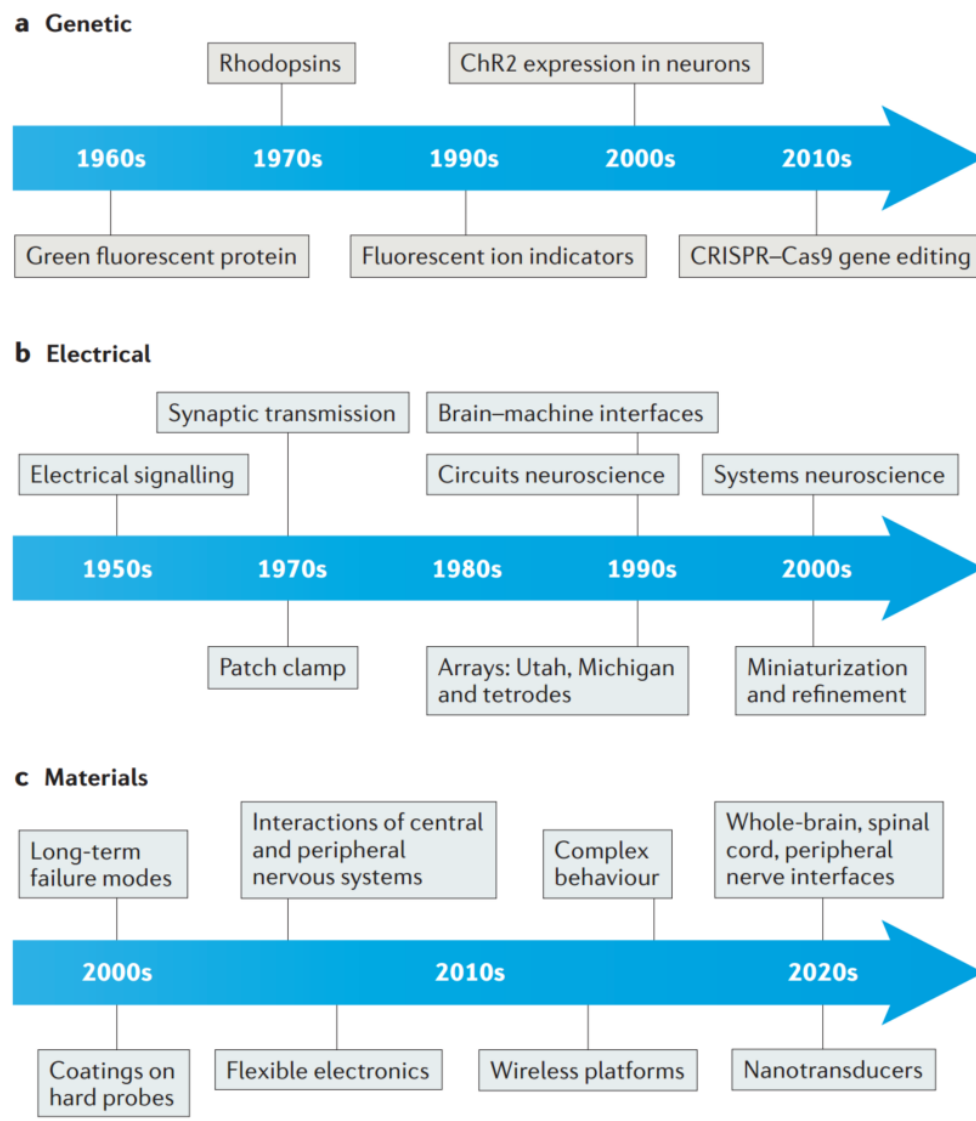 a Genetic
Rhodopsins
ChR2 expression in neurons
1960s 1970s 1990s 2000s 2010s
Green fluorescent protein
Fluorescent ion indicators
CRISPR–Cas9 gene editing
b Electrical
Synaptic transmission
Brain–machine interfaces
Electrical signalling
Circuits neuroscience
Systems neuroscience
1950s 1970s 1980s 1990s 2000s
Patch clamp
Arrays: Utah, Michigan
and tetrodes
Miniaturization
and refinement
c Materials
Long-term
failure modes
Interactions of central
and peripheral
nervous systems
Complex
behaviour
Whole-brain, spinal
cord, peripheral
nerve interfaces
2000s 2010s 2020s
Coatings on
hard probes
Flexible electronics
Wireless platforms
Nanotransducers